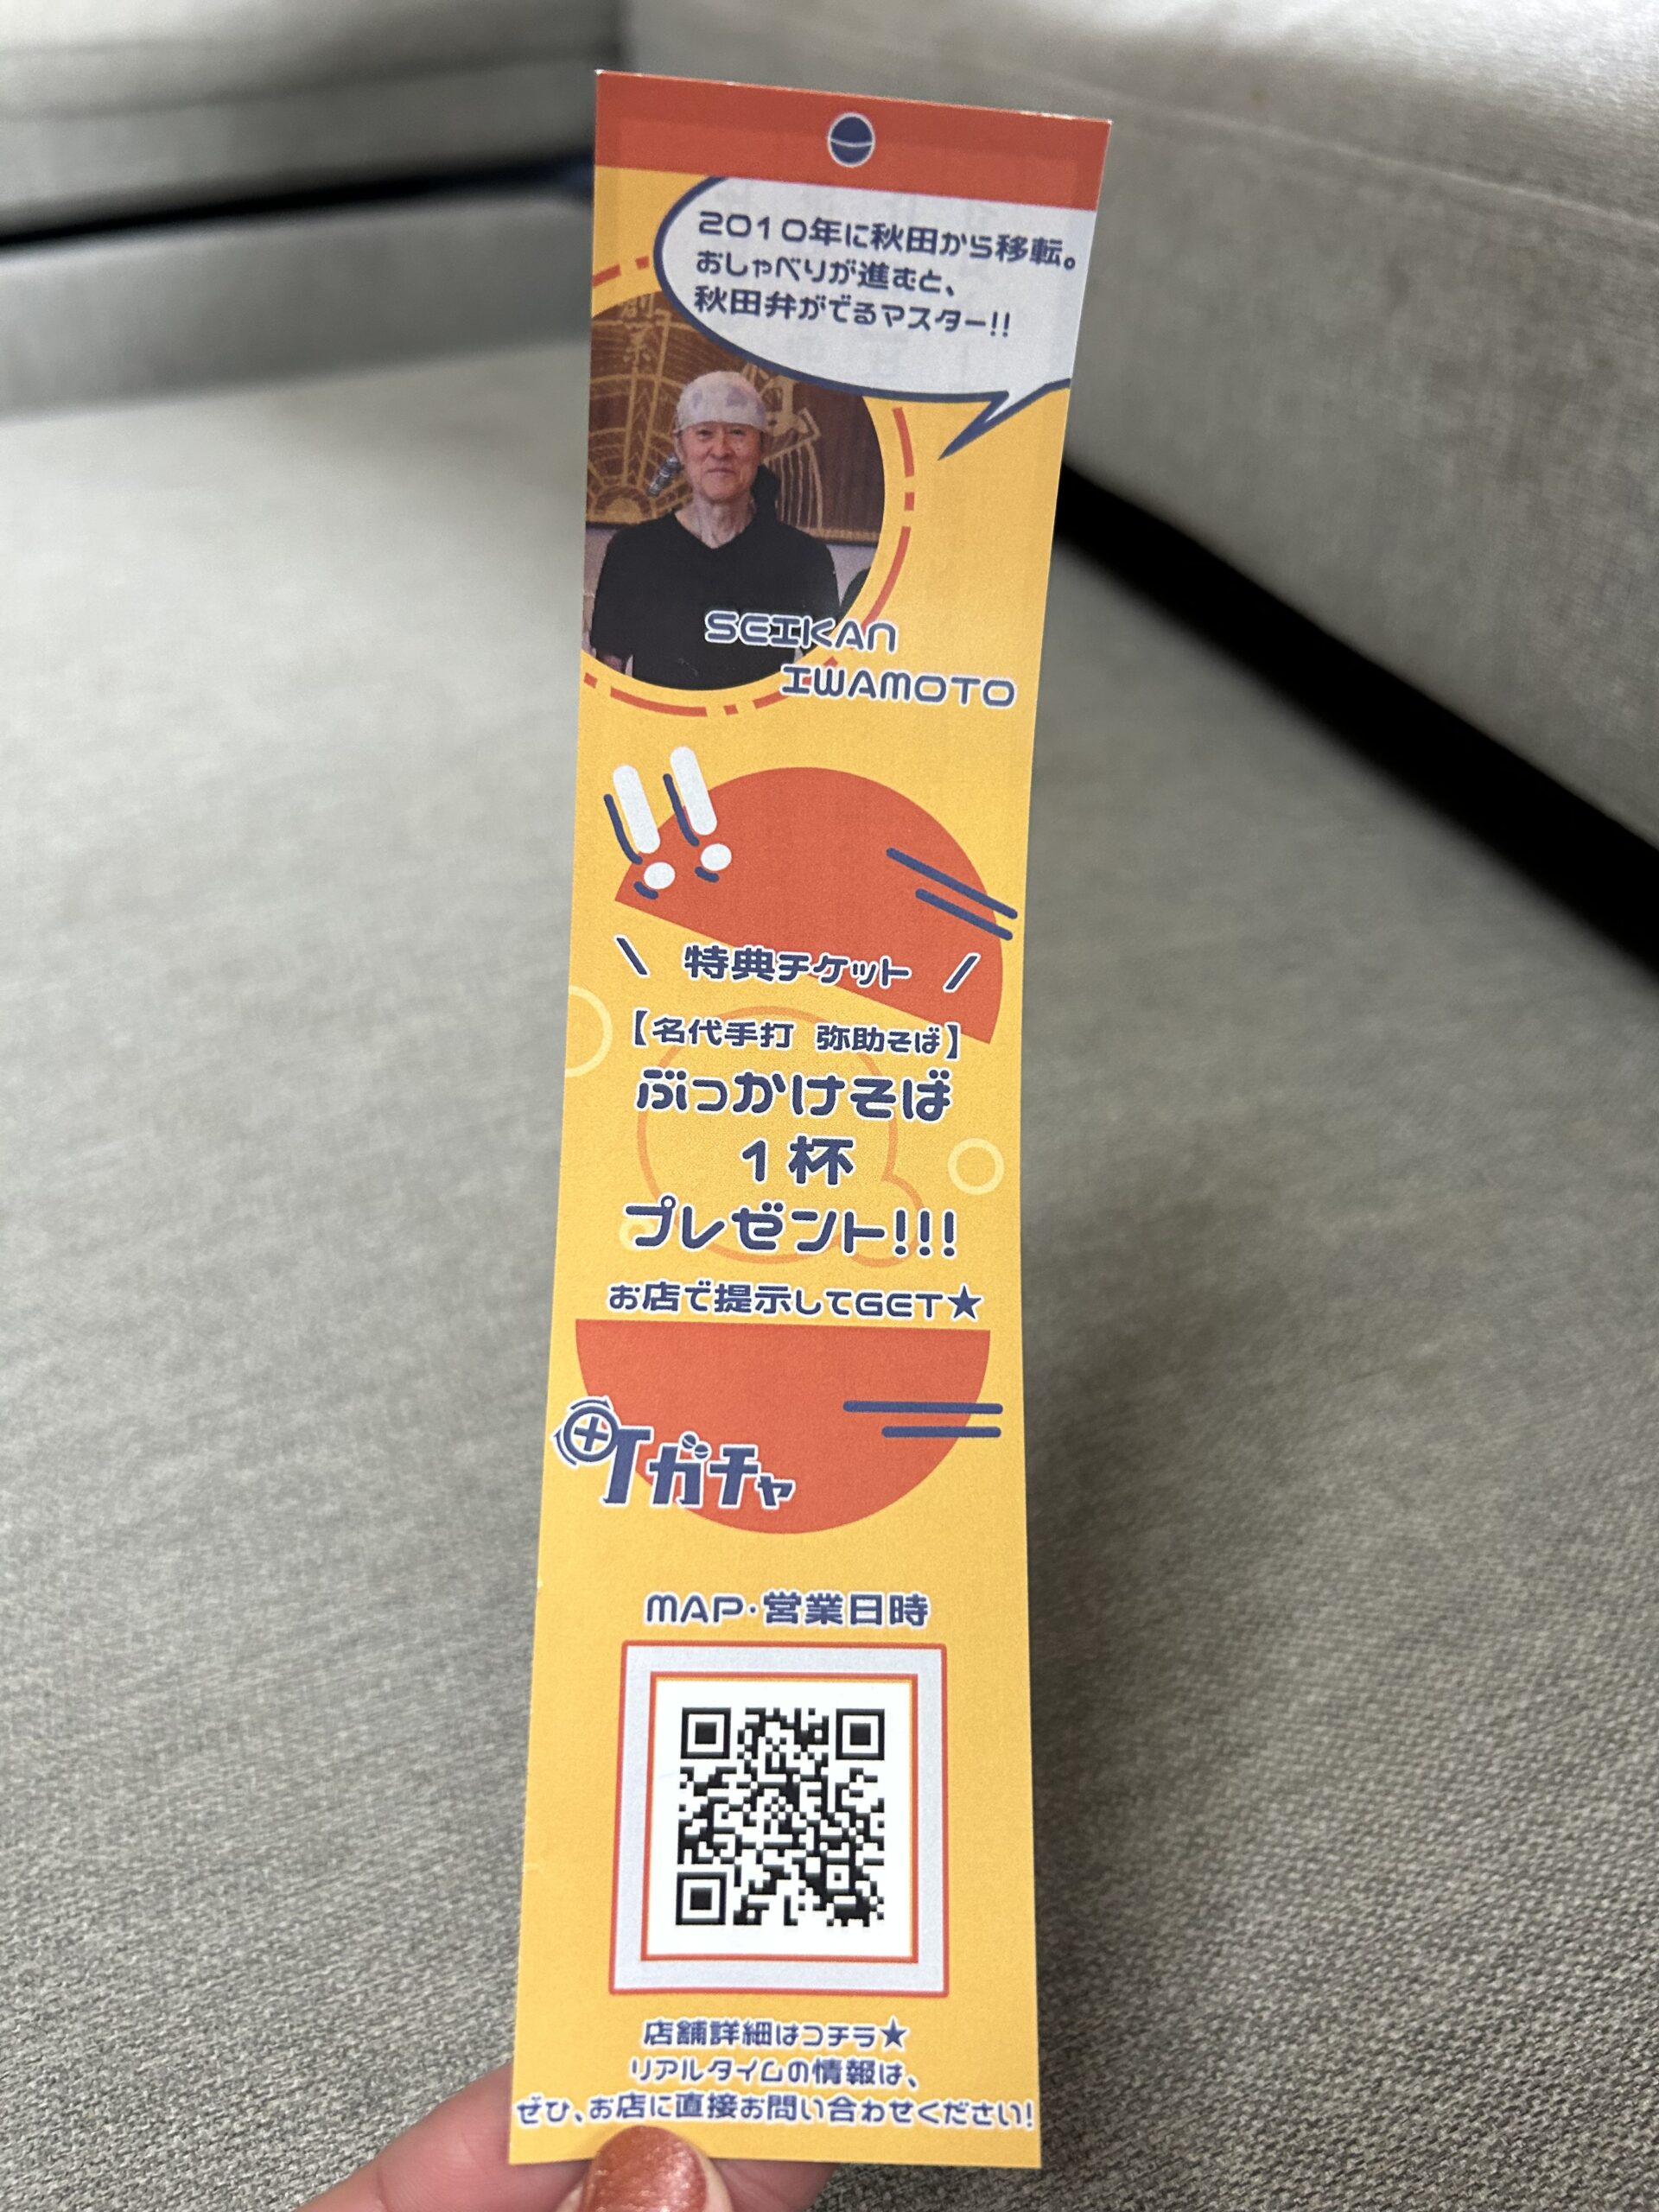 2010年に秋田から移転。
おしゃべりが進むと、
秋田弁がでるマスター!!
創業
SEIKAN
IWAMOTO
!!
\ 特典チケット /
【名代手打 弥助そば】
ぶっかけそば
1杯
プレゼント!!!
お店で提示してGET★
ガチャ
MAP・営業日時
店舗詳細はコチラ★
リアルタイムの情報は、
ぜひ、お店に直接お問い合わせください!